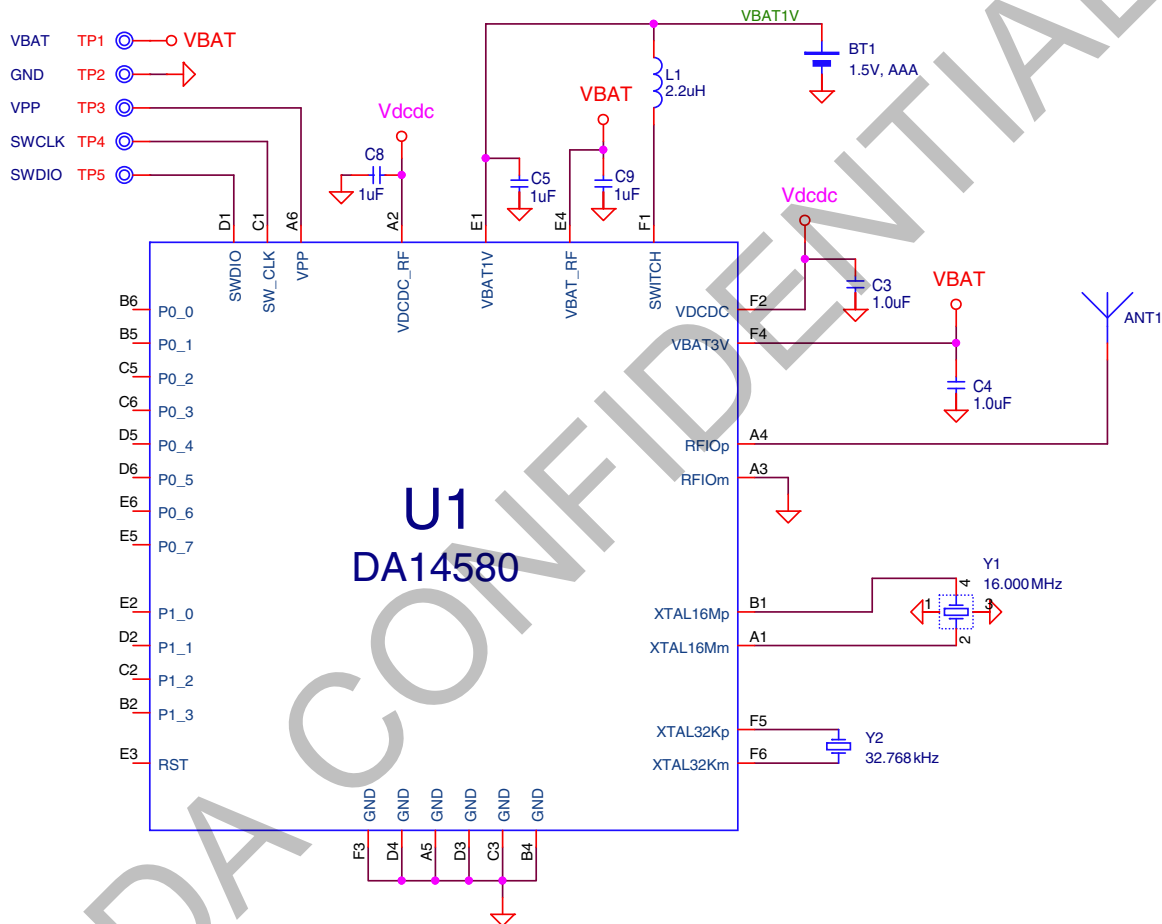 VBAT1V
VBAT TP1 VBAT
GND TP2
VPP TP3
SWCLK TP4
SWDIO TP5
BT1
1.5V, AAA
L1
2.2uH
VBAT
Vdcdc
C8
1uF
C5
1uF
C9
1uF
Vdcdc
C3
1.0uF
VBAT
C4
1.0uF
ANT1
D1 C1 A6 A2 E1 E4 F1
SWDIO SW_CLK VPP VDCDC_RF VBAT1V VBAT_RF SWITCH
B6 P0_0
B5 P0_1
C5 P0_2
C6 P0_3
D5 P0_4
D6 P0_5
E6 P0_6
E5 P0_7
E2 P1_0
D2 P1_1
C2 P1_2
B2 P1_3
E3 RST
U1
DA14580
VDCDC F2
VBAT3V F4
RFIOp A4
RFIOm A3
XTAL16Mp B1
XTAL16Mm A1
XTAL32Kp F5
XTAL32Km F6
Y1
16.000MHz
4
1 3
2
Y2
32.768kHz
GND GND GND GND GND GND
F3 D4 A5 D3 C3 B4
DA CONFIDENTIAL